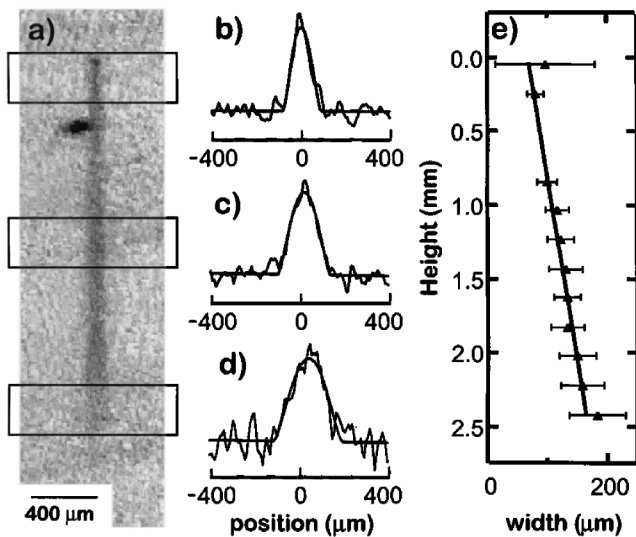 a)
400 µm
b)
-400 0 400
c)
-400 0 400
d)
-400 0 400
position (µm)
e)
0.0
0.5
1.0
1.5
2.0
2.5
Height (mm)
0 200
width (µm)